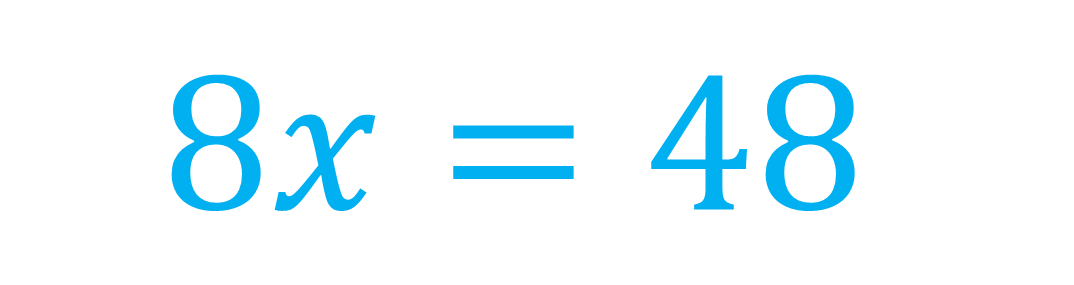 8x = 48